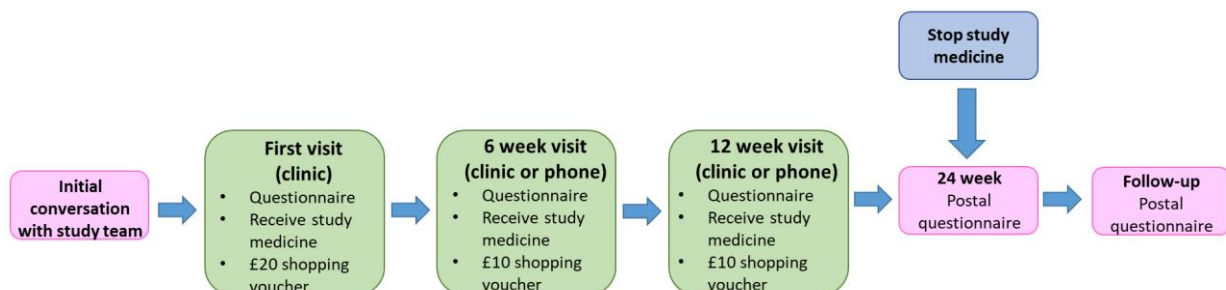 Stop study
medicine
Initial
conversation
with study team
First visit
(clinic)
• Questionnaire
• Receive study
medicine
• £20 shopping
voucher
6 week visit
(clinic or phone)
• Questionnaire
• Receive study
medicine
• £10 shopping
voucher
12 week visit
(clinic or phone)
• Questionnaire
• Receive study
medicine
• £10 shopping
voucher
24 week
Postal
questionnaire
Follow-up
Postal
questionnaire